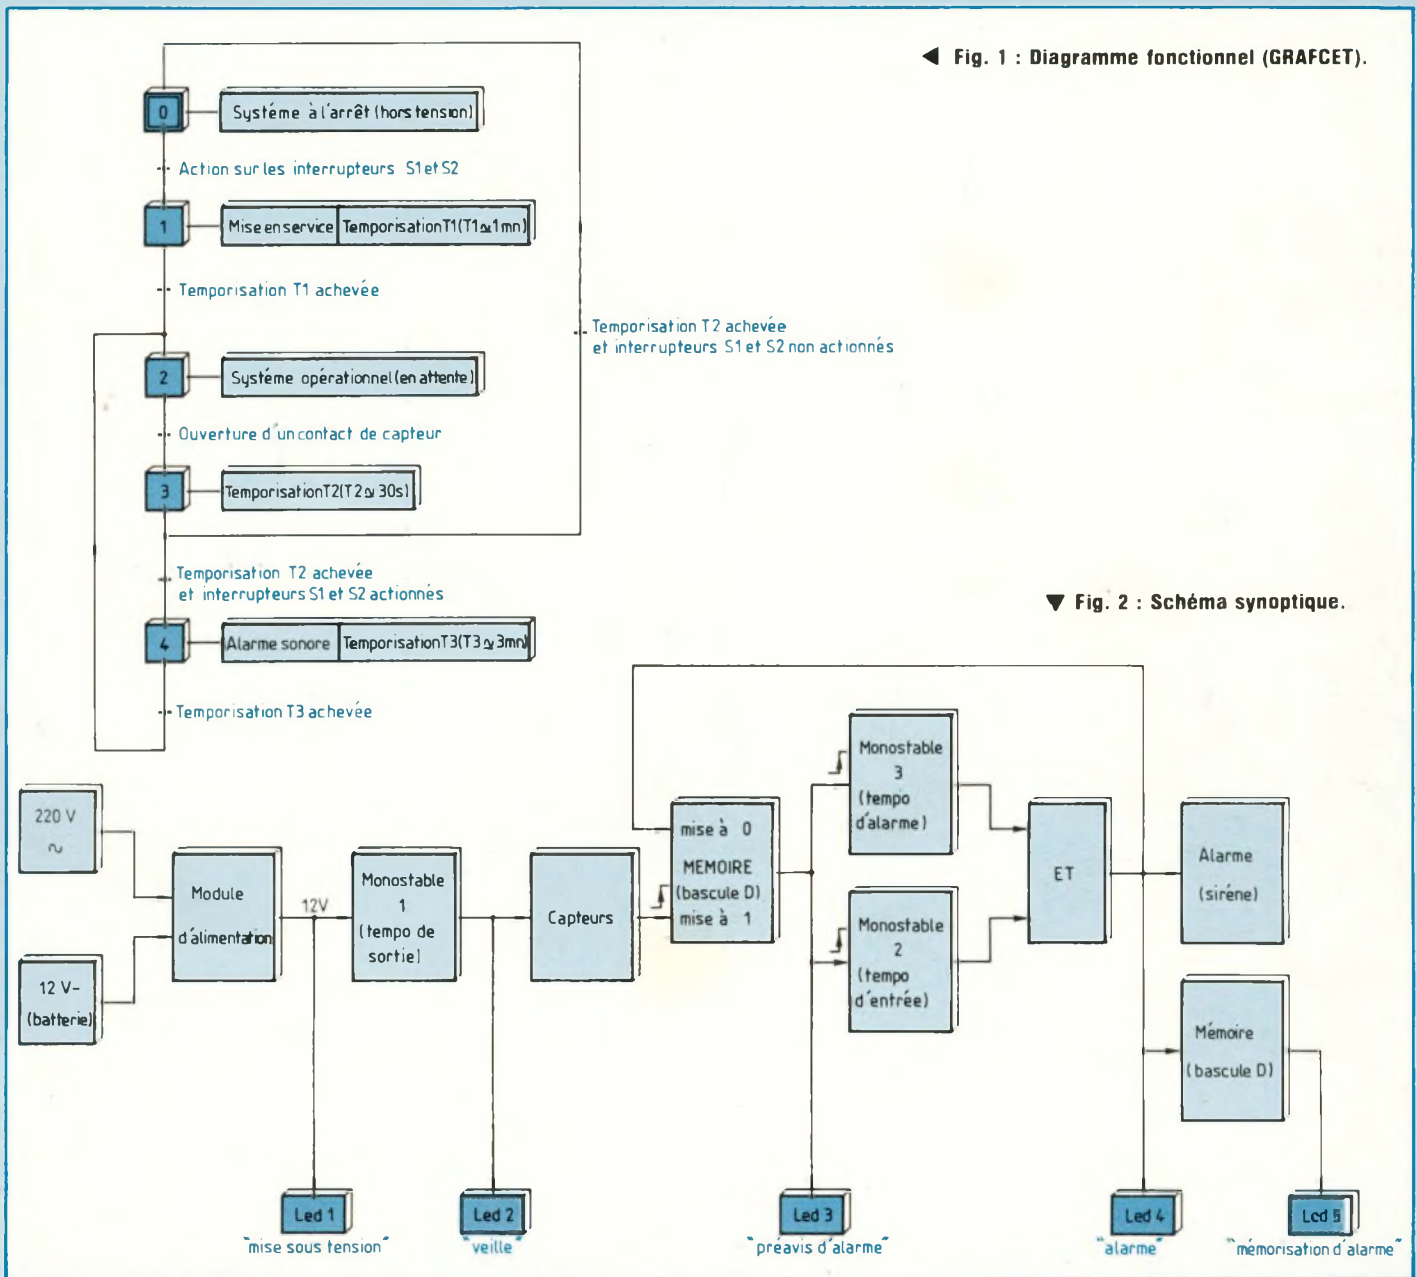 ◀ Fig. 1 : Diagramme fonctionnel (GRAFCET).
0
Systéme à l'arrêt (hors tension)
Action sur les interrupteurs S1 et S2
1
Mise en service
Temporisation T1 (T1 ≃ 1mn)
Temporisation T1 achevée
Temporisation T2 achevée
et interrupteurs S1 et S2 non actionnés
2
Systéme opérationnel (en attente)
Ouverture d'un contact de capteur
3
Temporisation T2 (T2 ≃ 30s)
Temporisation T2 achevée
et interrupteurs S1 et S2 actionnés
4
Alarme sonore
Temporisation T3 (T3 ≃ 3mn)
Temporisation T3 achevée
▼ Fig. 2 : Schéma synoptique.
220 V
~
12 V-
(batterie)
Module
d'álimentation
12V
Monostable
1
(tempo de
sortie)
Capteurs
mise à 0
MEMOIRE
(bascule D)
mise à 1
Monostable
3
(tempo
d'alarme)
Monostable
2
(tempo
d'entrée)
ET
Alarme
(siréne)
Mémoire
(bascule D)
Led 1
"mise sous tension"
Led 2
"veille"
Led 3
"préavis d'alarme"
Led 4
"alarme"
Led 5
"mémorisation d'alarme"